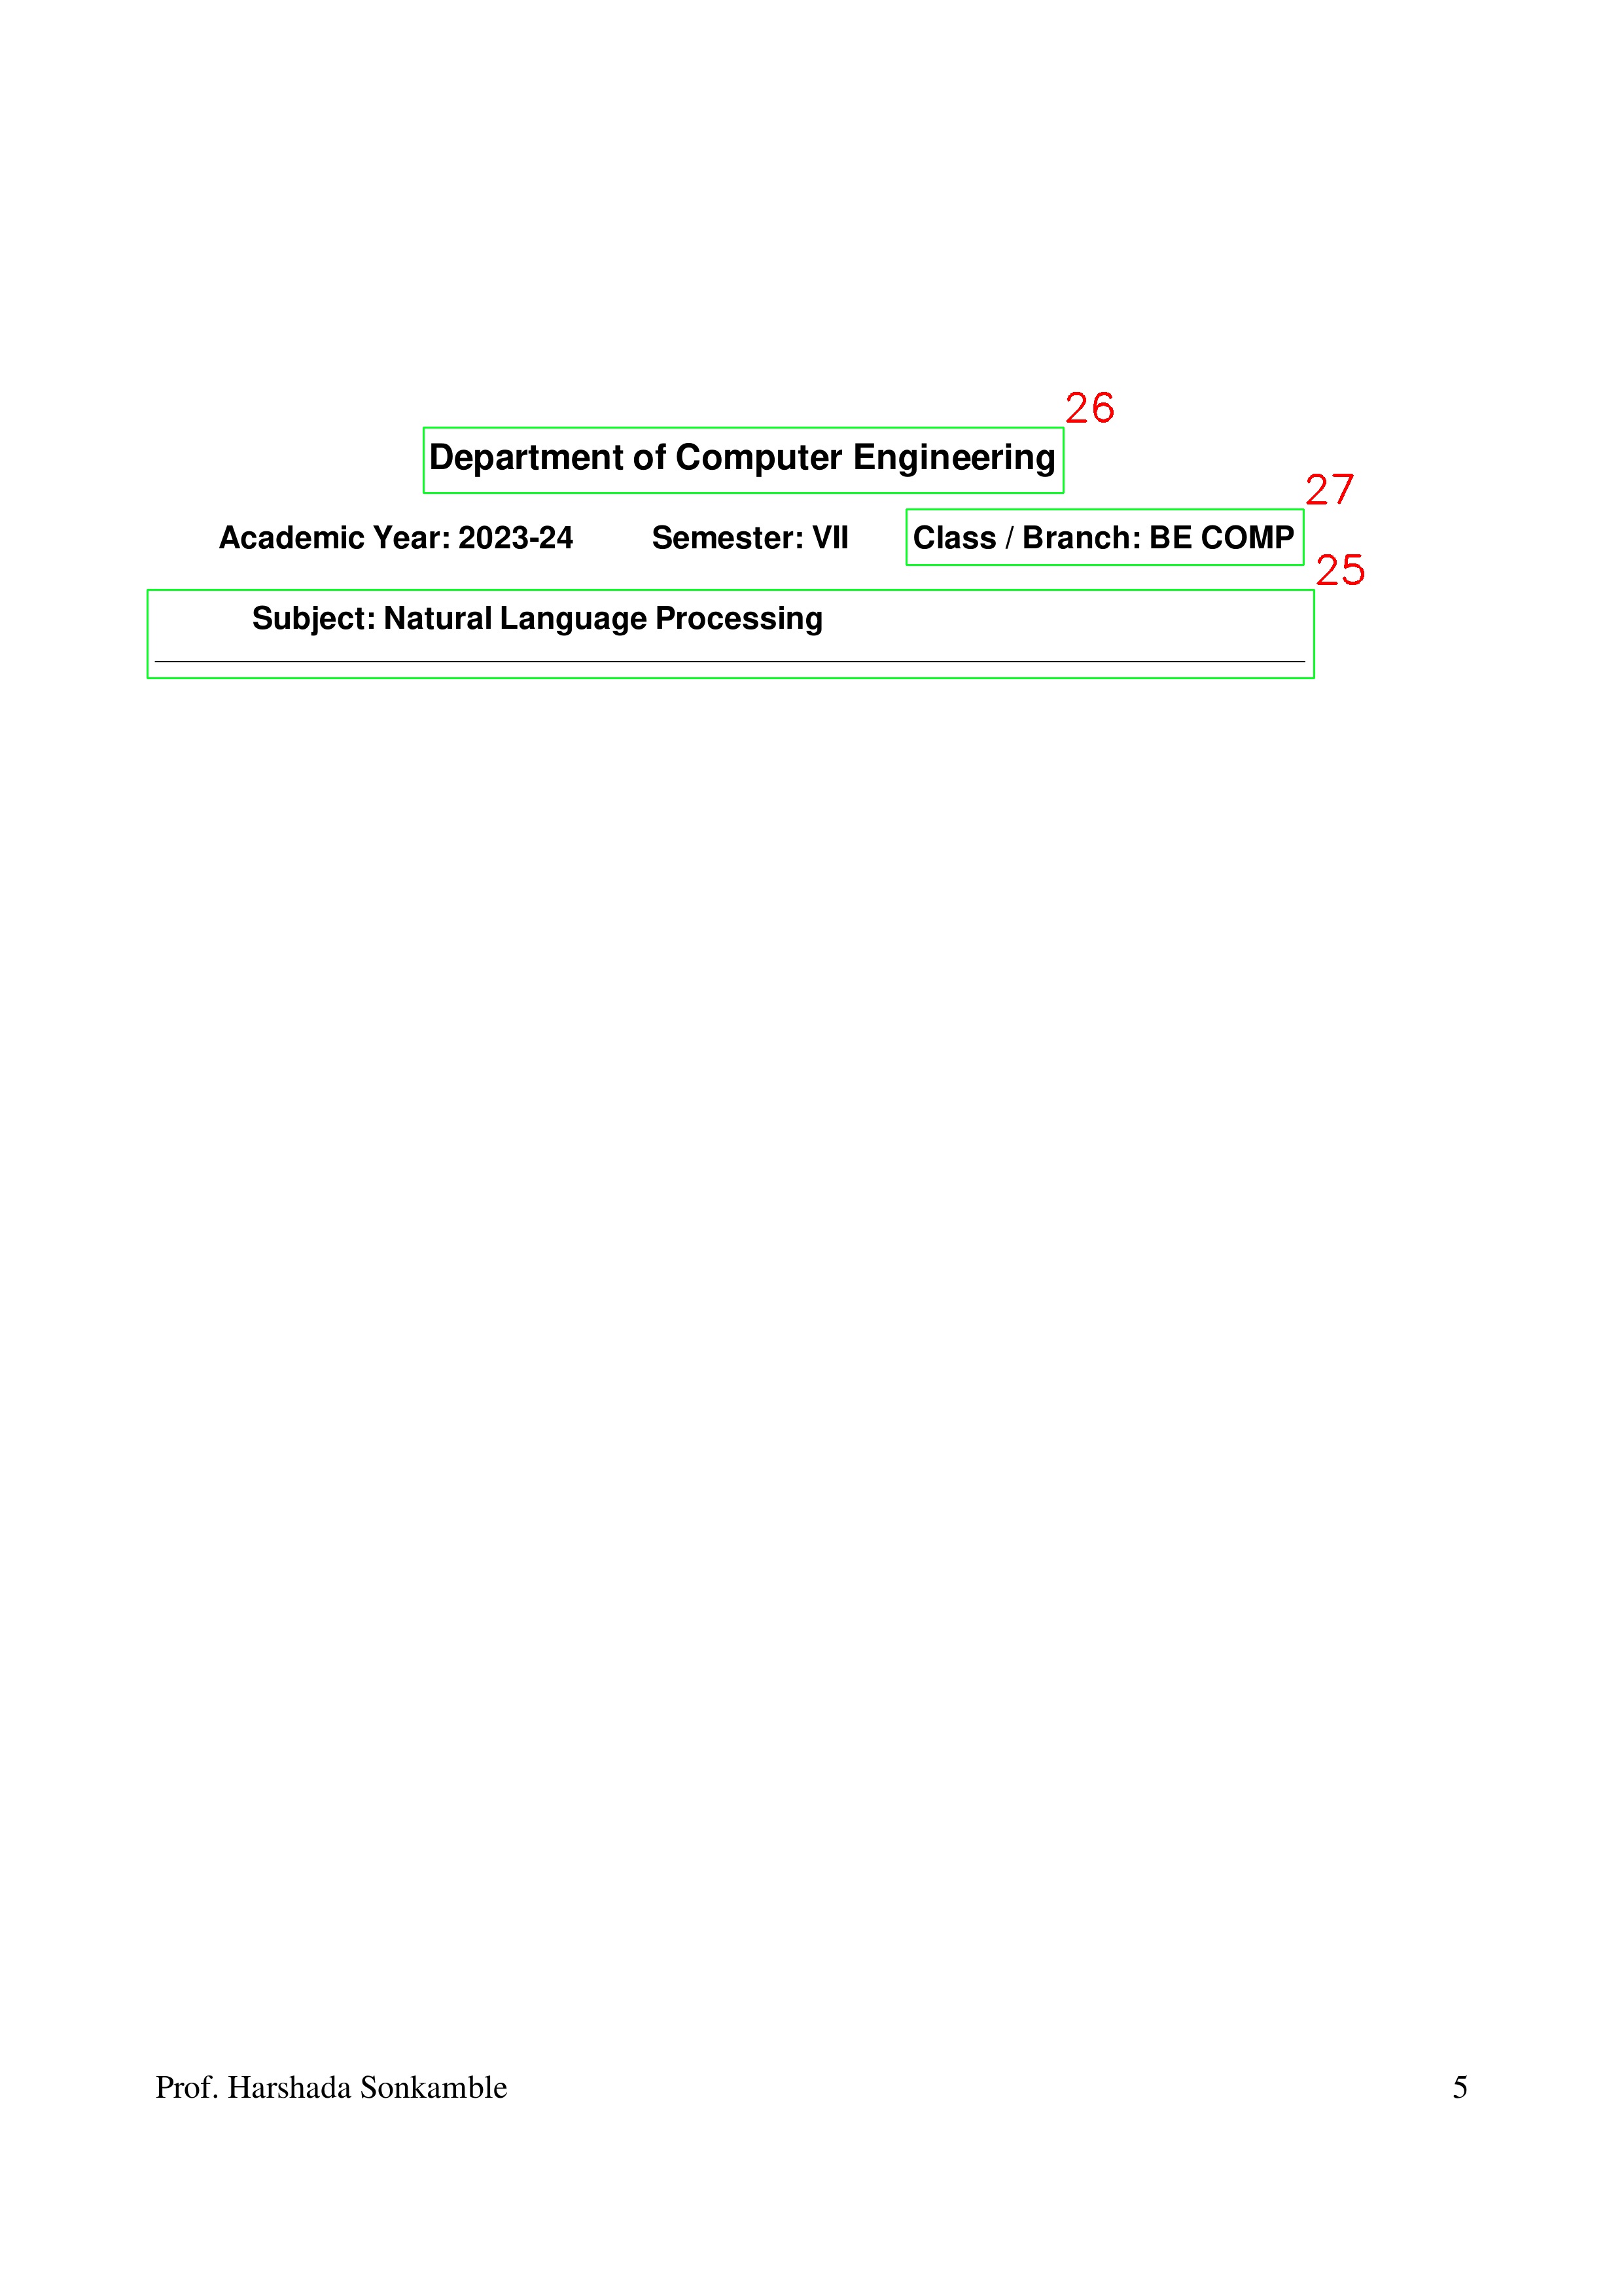 26
Department of Computer Engineering
27
Academic Year: 2023-24 Semester: VII Class / Branch: BE COMP
25
Subject: Natural Language Processing
Prof. Harshada Sonkamble 5